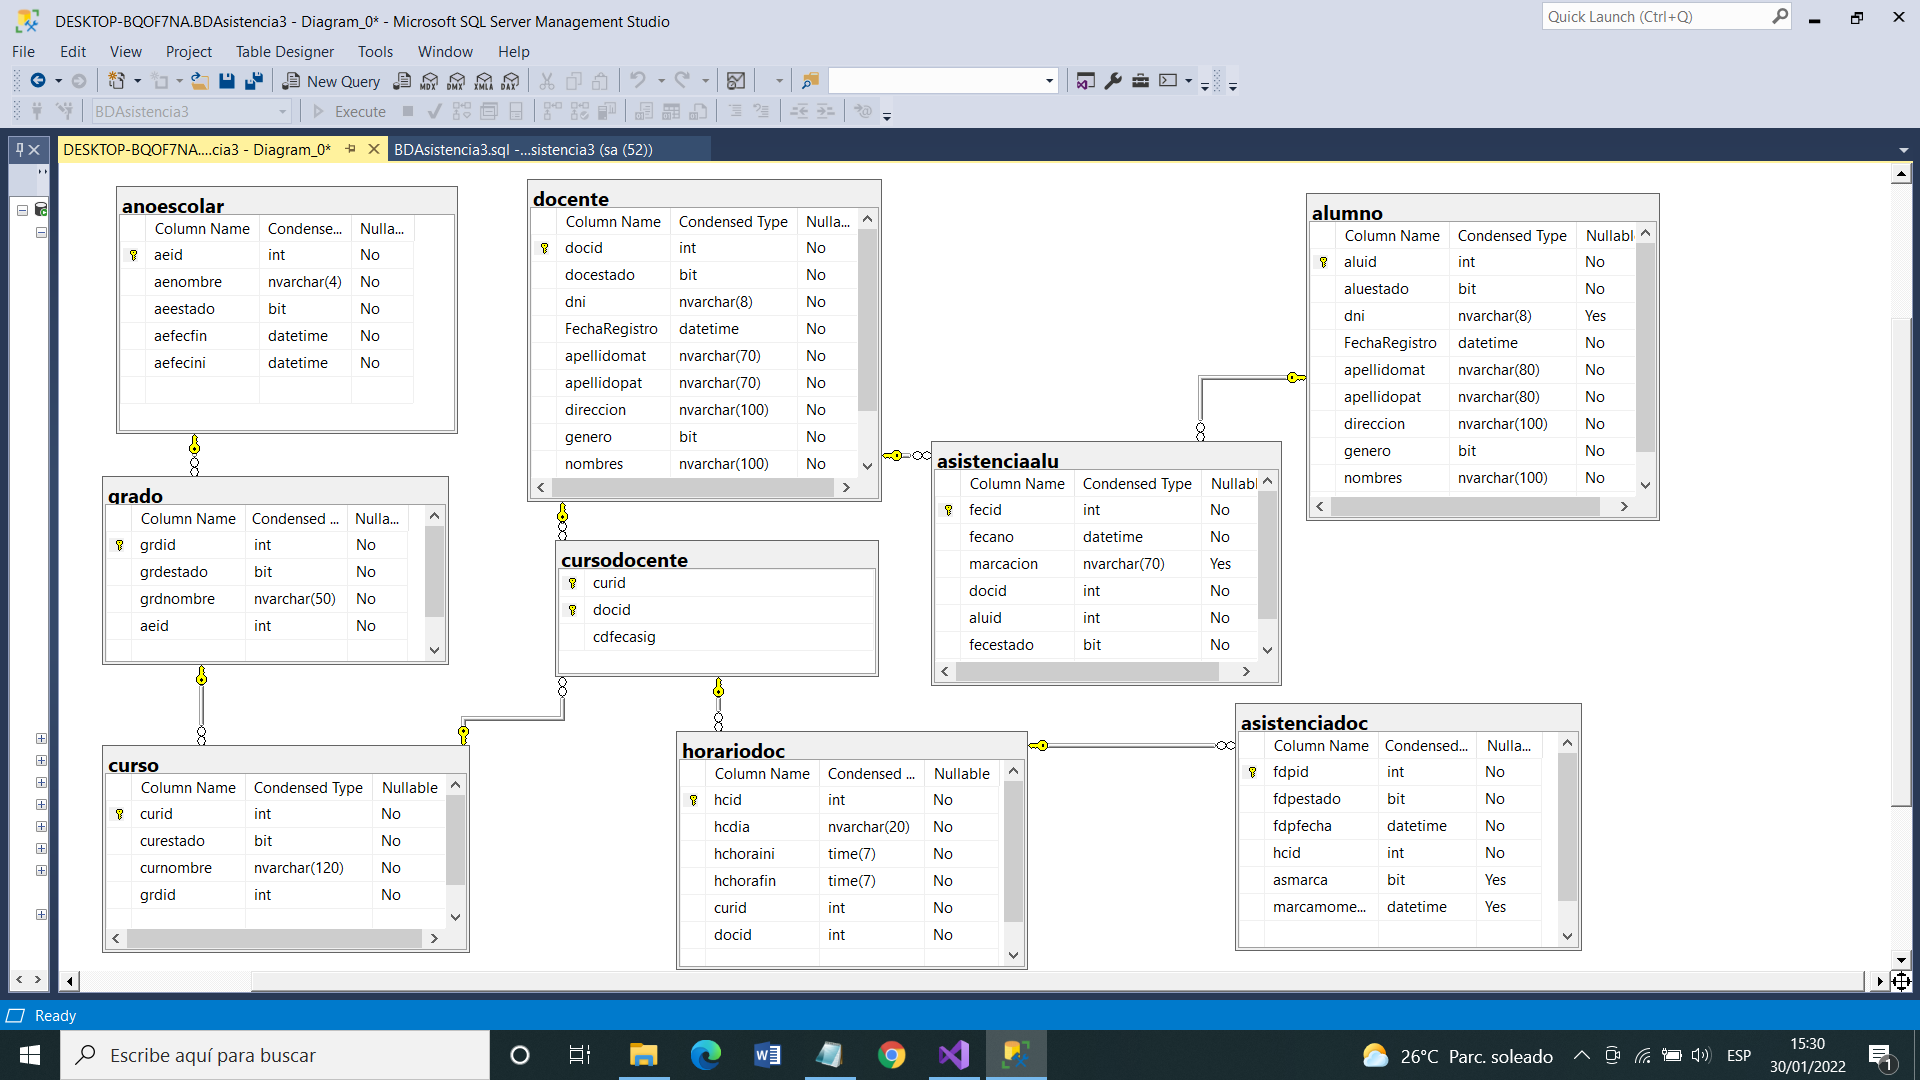 DESKTOP-BQOF7NA.BDAsistencia3 - Diagram_0* - Microsoft SQL Server Management Studio
Quick Launch (Ctrl+Q)
File Edit View Project Table Designer Tools Window Help
New Query MDX DMX XMLA DAX
BDAsistencia3 Execute
DESKTOP-BQOF7NA....cia3 - Diagram_0*
BDAsistencia3.sql -...sistencia3 (sa (52))
anoescolar
Column Name Condense... Nulla...
aeid int No
aenombre nvarchar(4) No
aeestado bit No
aefecfin datetime No
aefecini datetime No
docente
Column Name Condensed Type Nulla...
docid int No
docestado bit No
dni nvarchar(8) No
FechaRegistro datetime No
apellidomat nvarchar(70) No
apellidopat nvarchar(70) No
direccion nvarchar(100) No
genero bit No
nombres nvarchar(100) No
alumno
Column Name Condensed Type Nullabl
aluid int No
aluestado bit No
dni nvarchar(8) Yes
FechaRegistro datetime No
apellidomat nvarchar(80) No
apellidopat nvarchar(80) No
direccion nvarchar(100) No
genero bit No
nombres nvarchar(100) No
grado
Column Name Condensed ... Nulla...
grdid int No
grdestado bit No
grdnombre nvarchar(50) No
aeid int No
cursodocente
curid
docid
cdfecasig
asistenciaalu
Column Name Condensed Type Nullabl
fecid int No
fecano datetime No
marcacion nvarchar(70) Yes
docid int No
aluid int No
fecestado bit No
curso
Column Name Condensed Type Nullable
curid int No
curestado bit No
curnombre nvarchar(120) No
grdid int No
horariodoc
Column Name Condensed ... Nullable
hcid int No
hcdia nvarchar(20) No
hchoraini time(7) No
hchorafin time(7) No
curid int No
docid int No
asistenciadoc
Column Name Condensed... Nulla...
fdpid int No
fdpestado bit No
fdpfecha datetime No
hcid int No
asmarca bit Yes
marcamome... datetime Yes
Ready
Escribe aquí para buscar
26°C Parc. soleado
ESP
15:30
30/01/2022
1